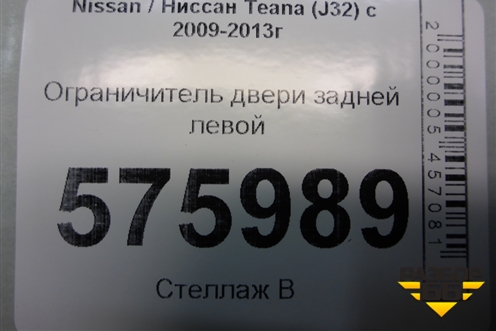 Nissan / Ниссан Teana (J32) с
2009-2013г
Ограничитель двери задней
левой
575989
Стеллаж В
2000005457081